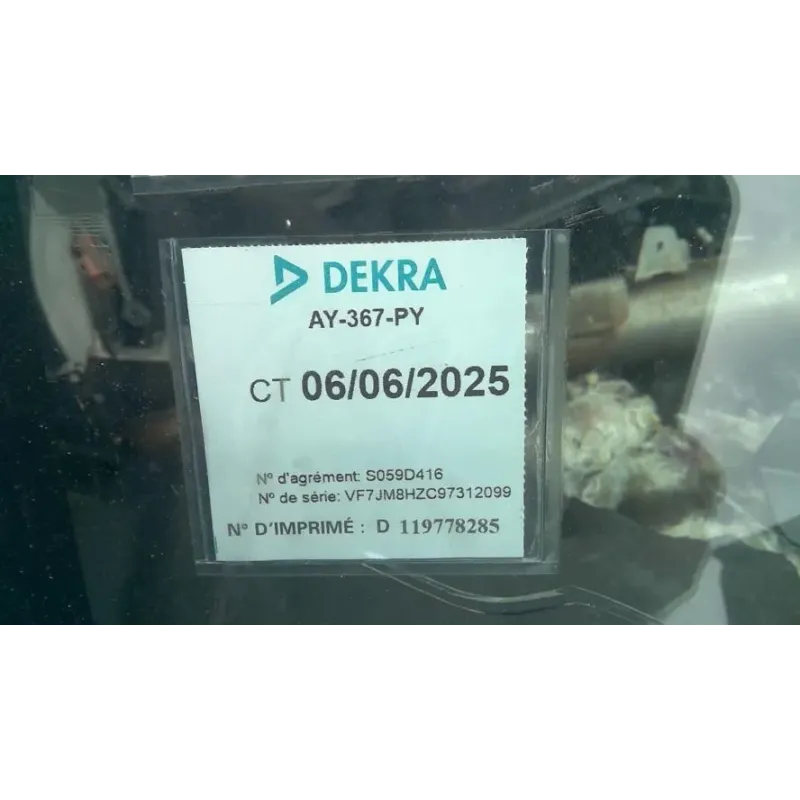 DEKRA
AY-367-PY
CT 06/06/2025
N° d'agrément: S059D416
N° de série: VF7JM8HZC97312099
N° D'IMPRIMÉ : D 119778285